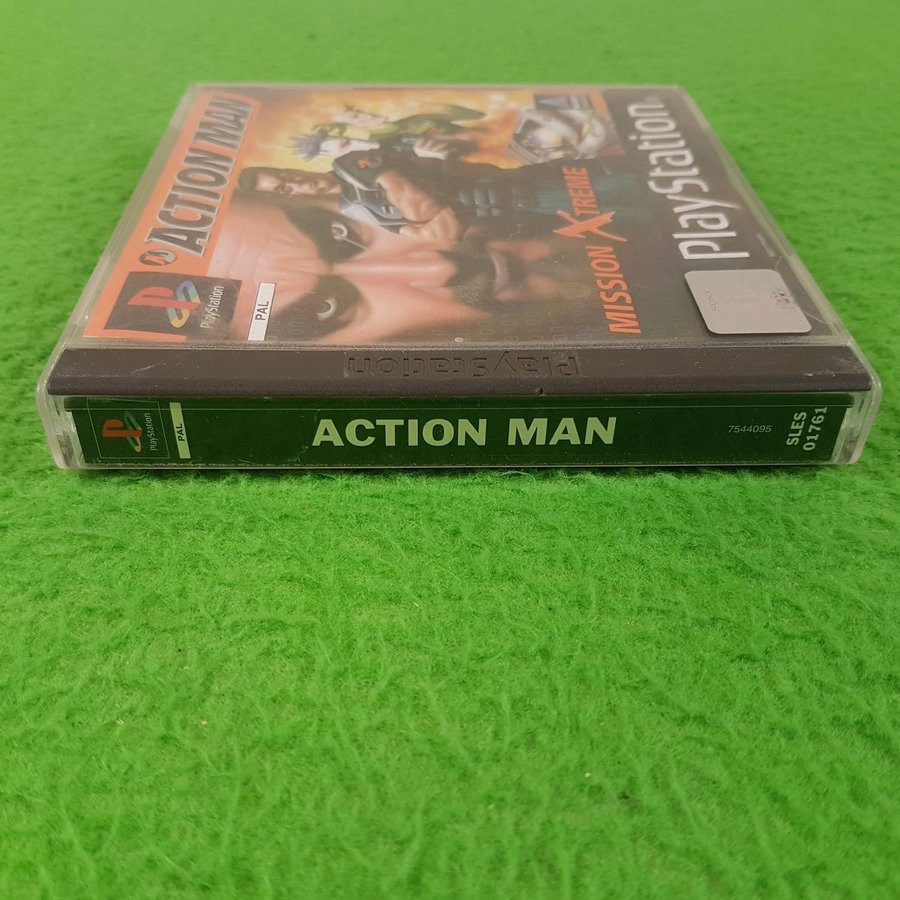 ACTION MAN
PlayStation
PAL
MISSION XTREME
PlayStation
PlayStation
PlayStation
PAL
ACTION MAN
7544095
SLES
01761